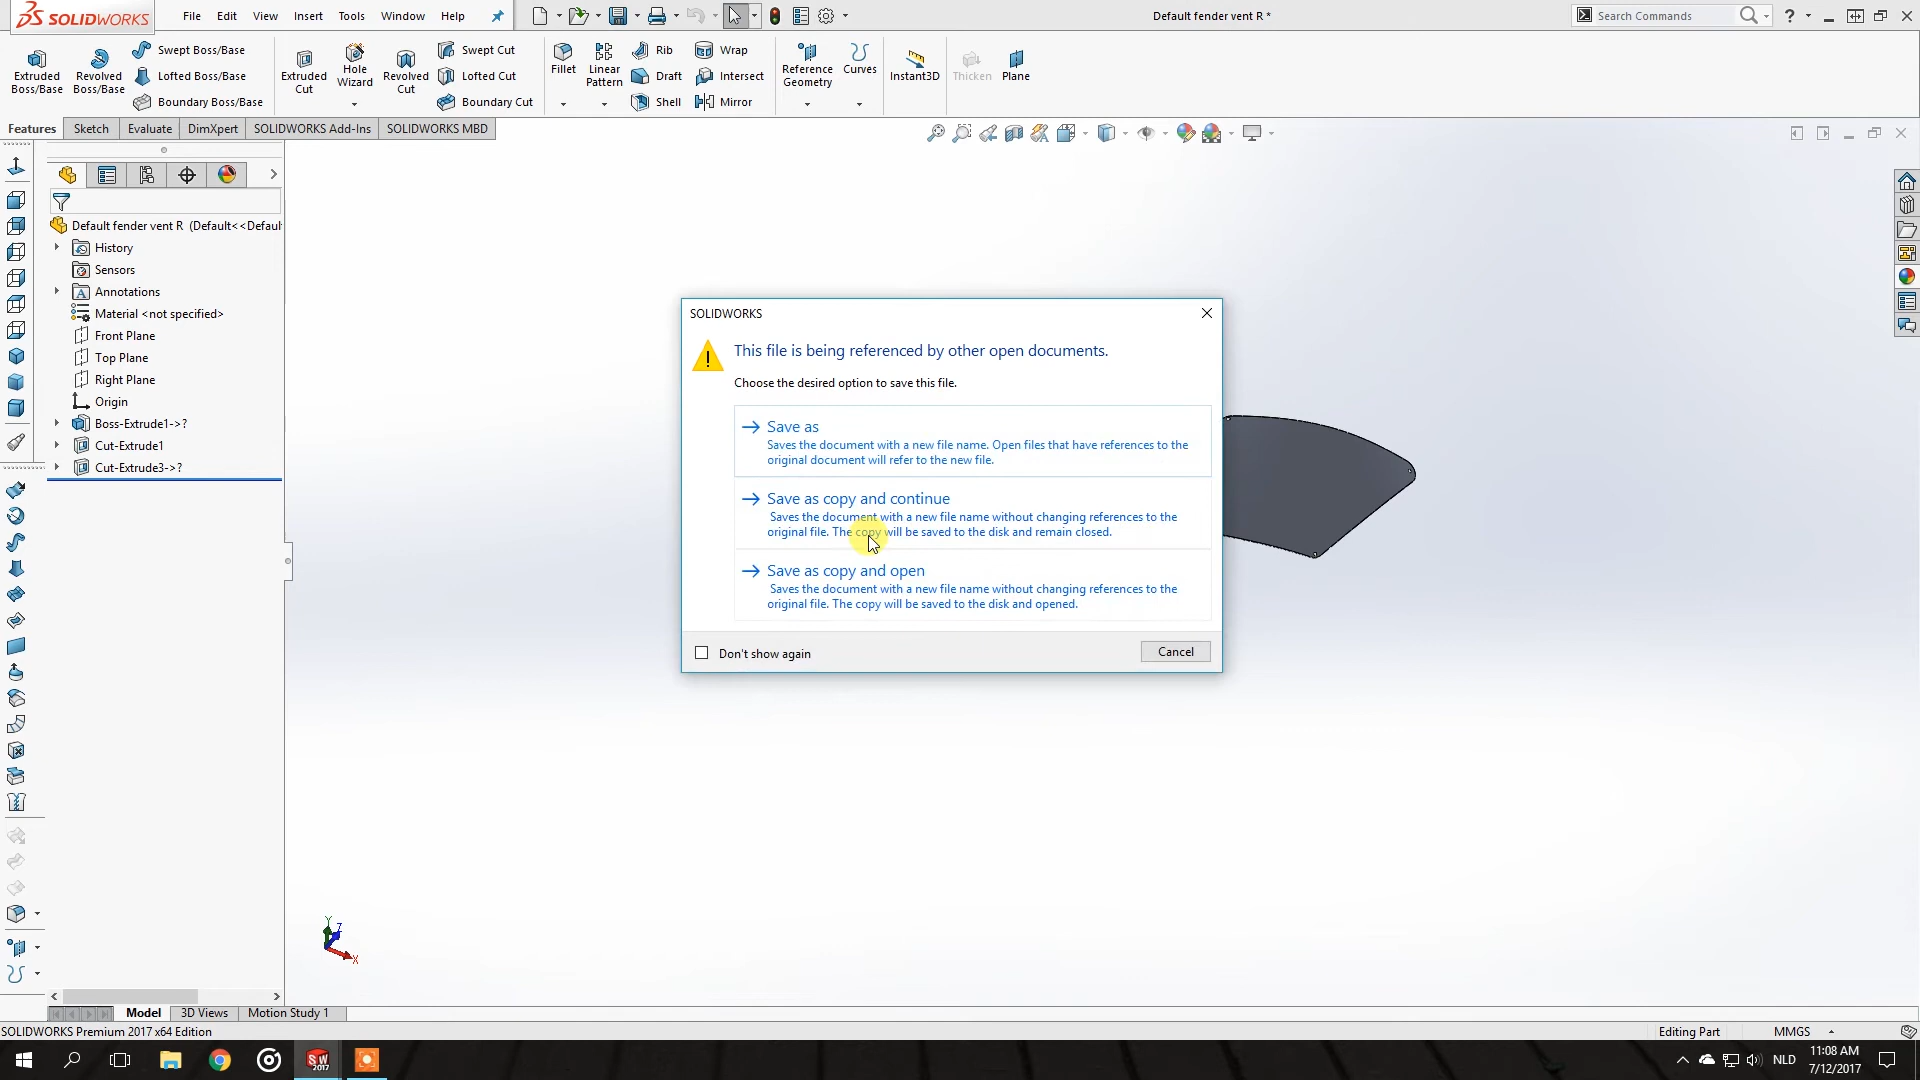 SOLIDWORKS
File Edit View Insert Tools Window Help
Default fender vent R *
Search Commands
?
Extruded Boss/Base
Revolved Boss/Base
Swept Boss/Base
Lofted Boss/Base
Boundary Boss/Base
Extruded Cut
Hole Wizard
Revolved Cut
Swept Cut
Lofted Cut
Boundary Cut
Fillet
Linear Pattern
Rib
Draft
Shell
Wrap
Intersect
Mirror
Reference Geometry
Curves
Instant3D
Thicken
Plane
Features Sketch Evaluate DimXpert SOLIDWORKS Add-Ins SOLIDWORKS MBD
Default fender vent R (Default<<Defaul
History
Sensors
Annotations
Material <not specified>
Front Plane
Top Plane
Right Plane
Origin
Boss-Extrude1->?
Cut-Extrude1
Cut-Extrude3->?
SOLIDWORKS
This file is being referenced by other open documents.
Choose the desired option to save this file.
Save as
Saves the document with a new file name. Open files that have references to the
original document will refer to the new file.
Save as copy and continue
Saves the document with a new file name without changing references to the
original file. The copy will be saved to the disk and remain closed.
Save as copy and open
Saves the document with a new file name without changing references to the
original file. The copy will be saved to the disk and opened.
Don't show again
Cancel
Y
Z
X
Model 3D Views Motion Study 1
SOLIDWORKS Premium 2017 x64 Edition
Editing Part
MMGS
SW
2017
NLD
11:08 AM
7/12/2017